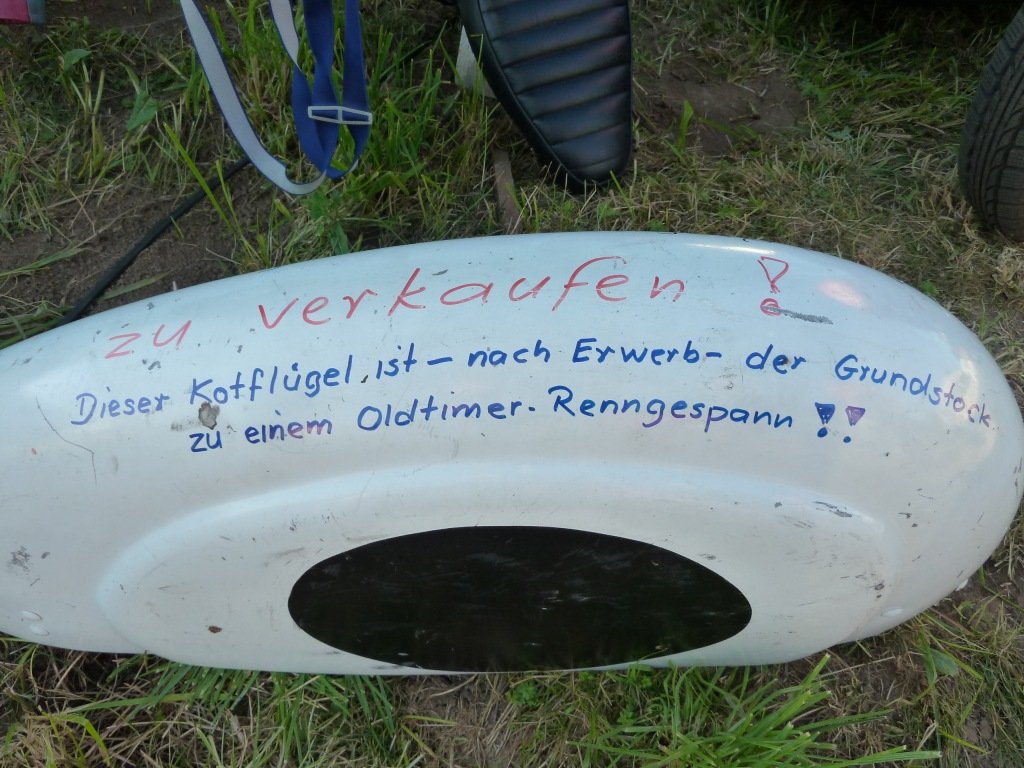 zu verkaufen !
Dieser Kotflügel ist – nach Erwerb – der Grundstock
zu einem Oldtimer-Renngespann !!